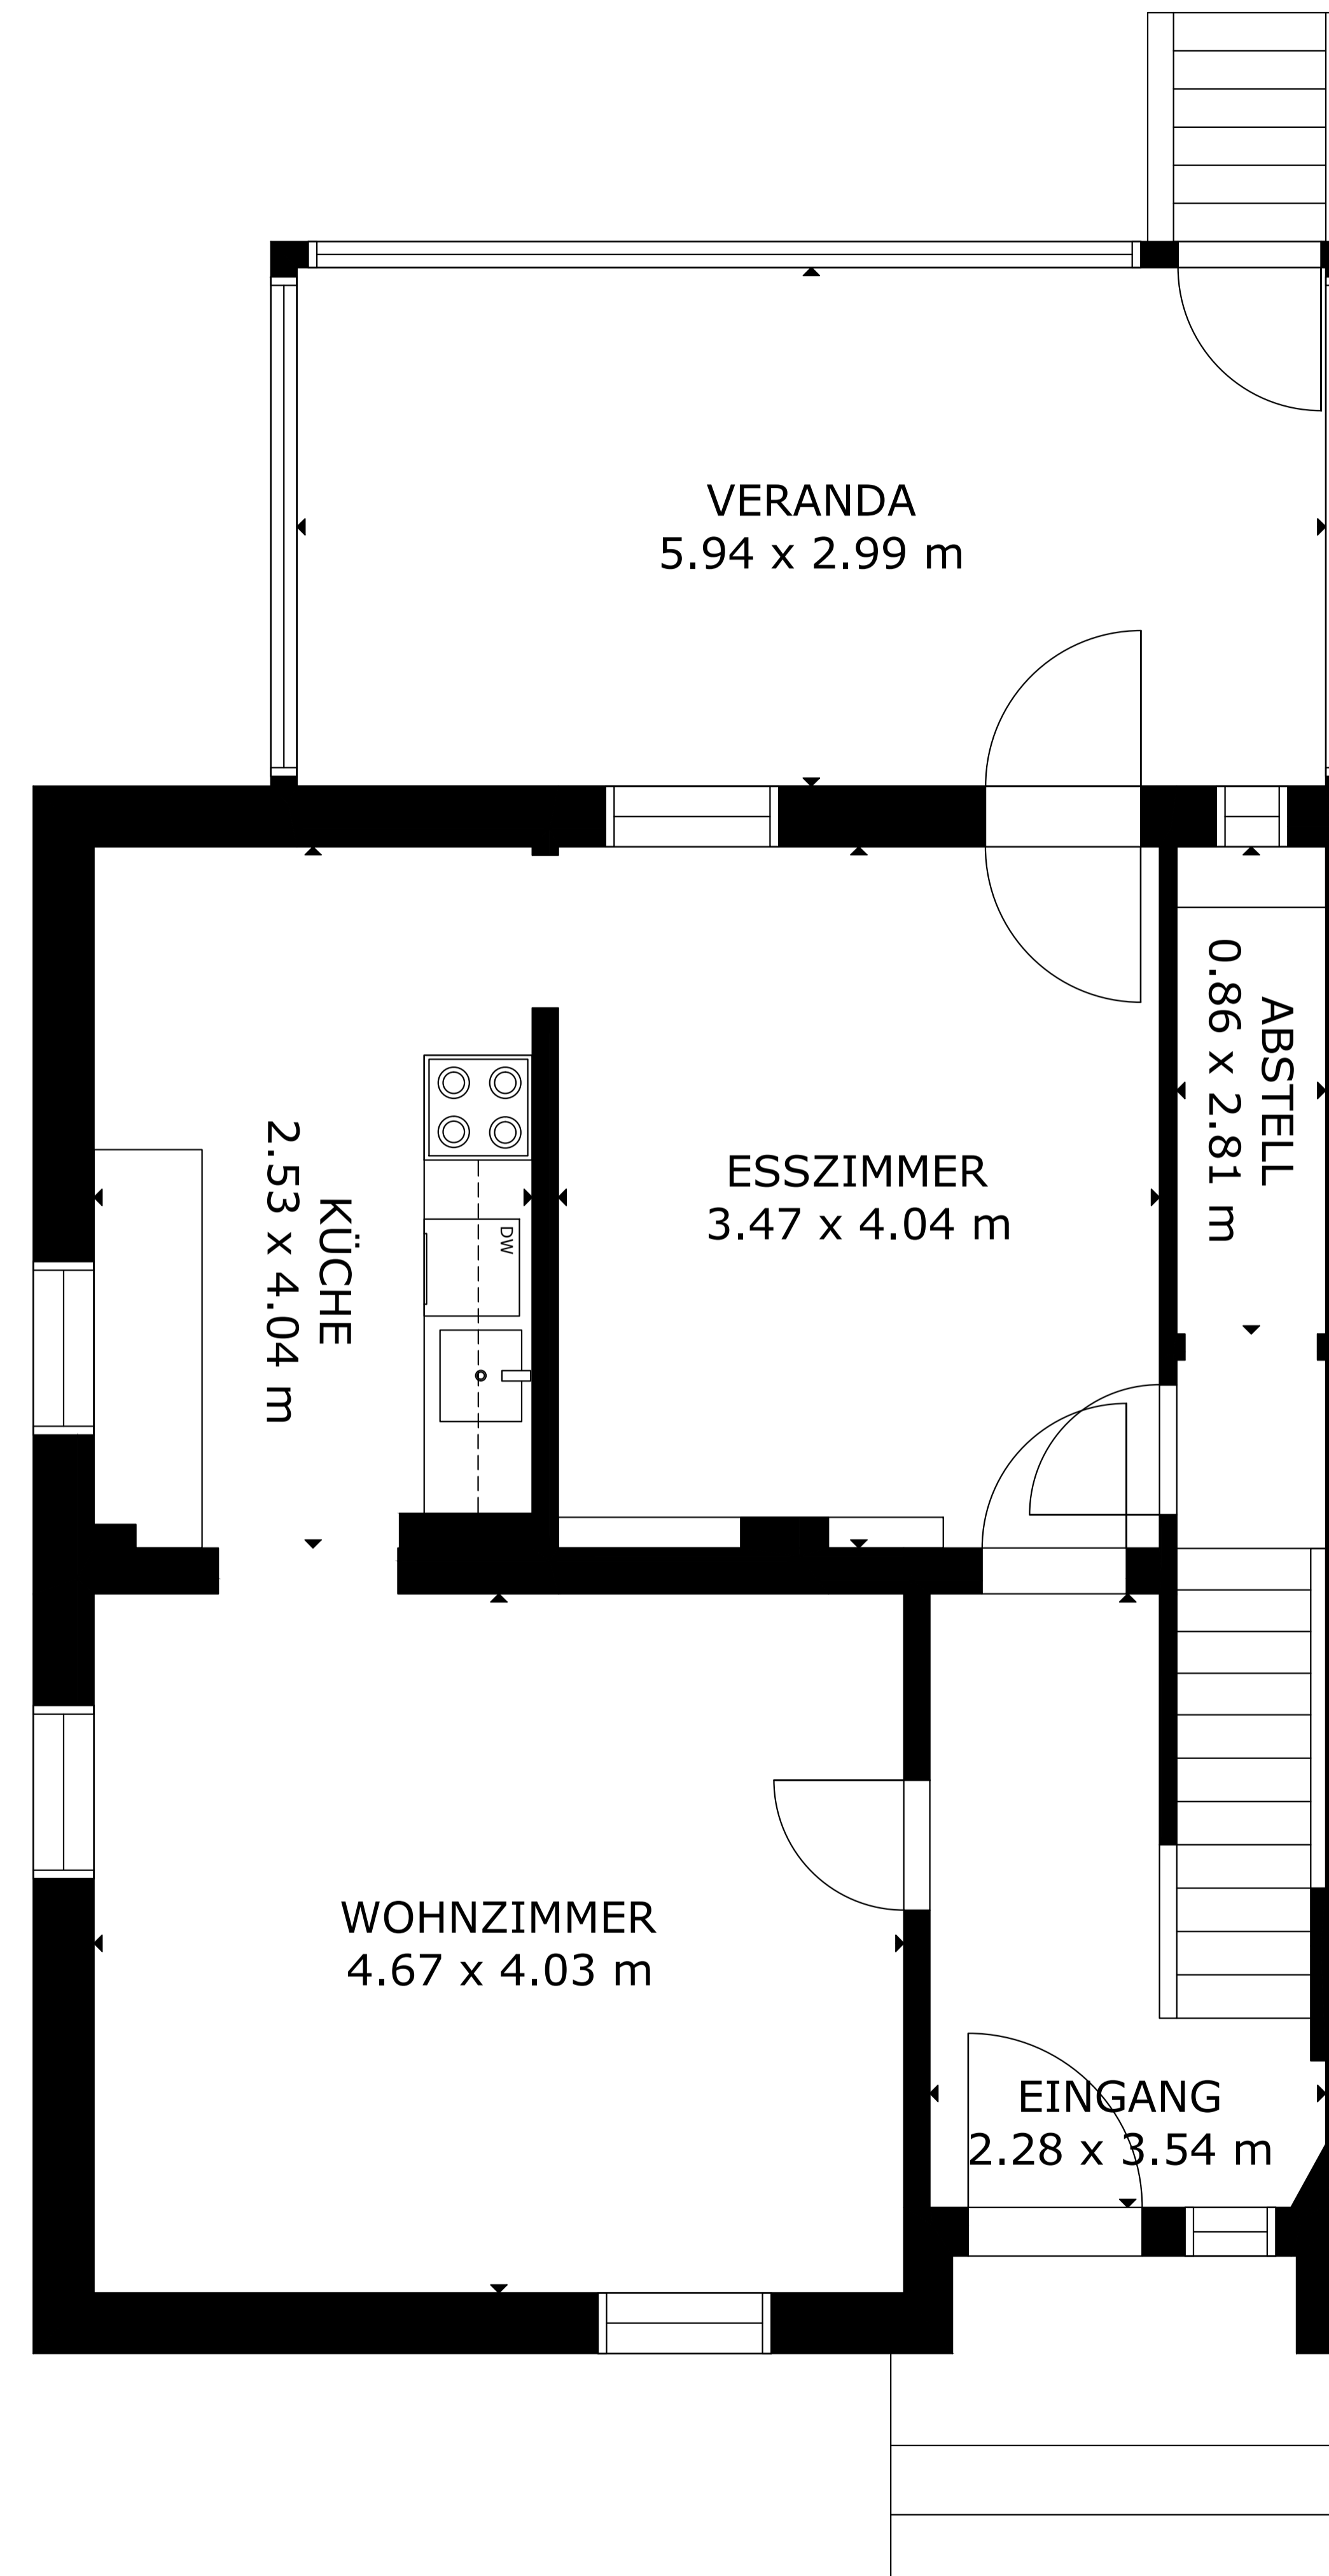 VERANDA
5.94 x 2.99 m
ABSTELL
0.86 x 2.81 m
KÜCHE
2.53 x 4.04 m
DW
ESSZIMMER
3.47 x 4.04 m
WOHNZIMMER
4.67 x 4.03 m
EINGANG
2.28 x 3.54 m